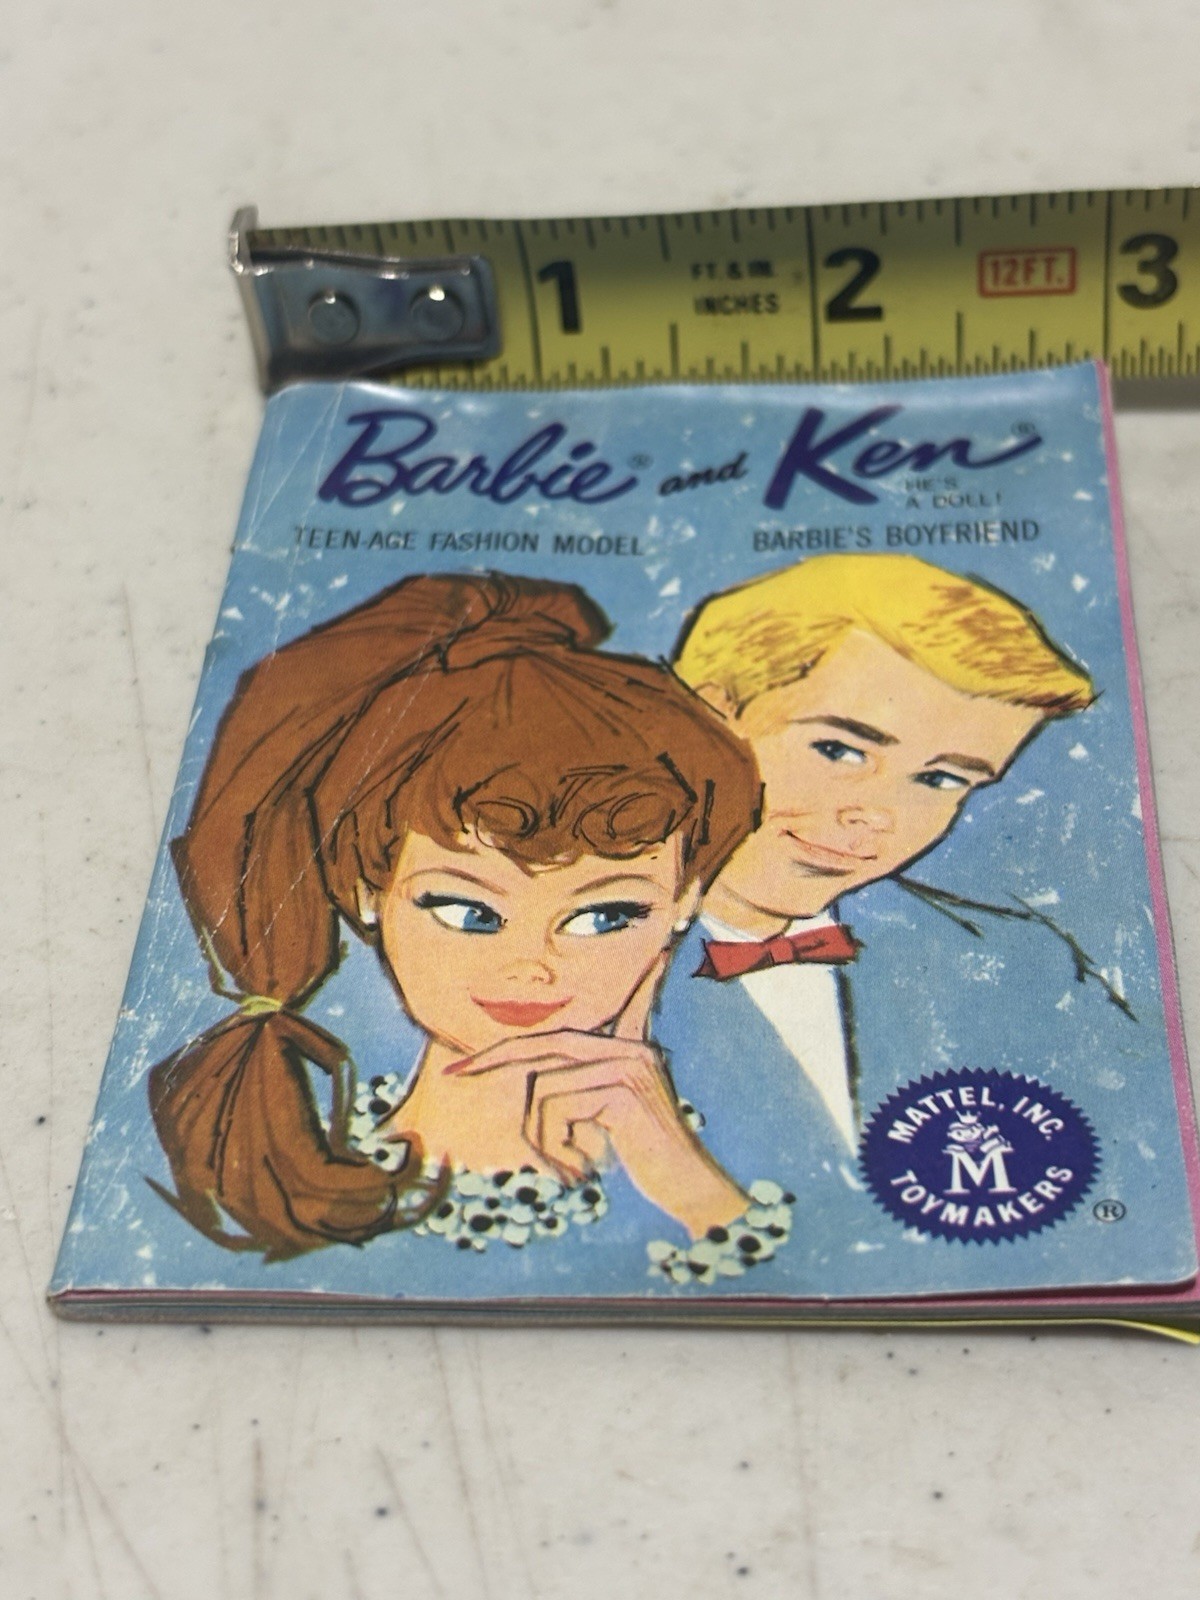 1 FT. & IN. INCHES 2 12FT. 3
Barbie® and Ken®
HE'S
A DOLL!
TEEN-AGE FASHION MODEL
BARBIE'S BOYFRIEND
MATTEL, INC.
M
TOYMAKERS
®